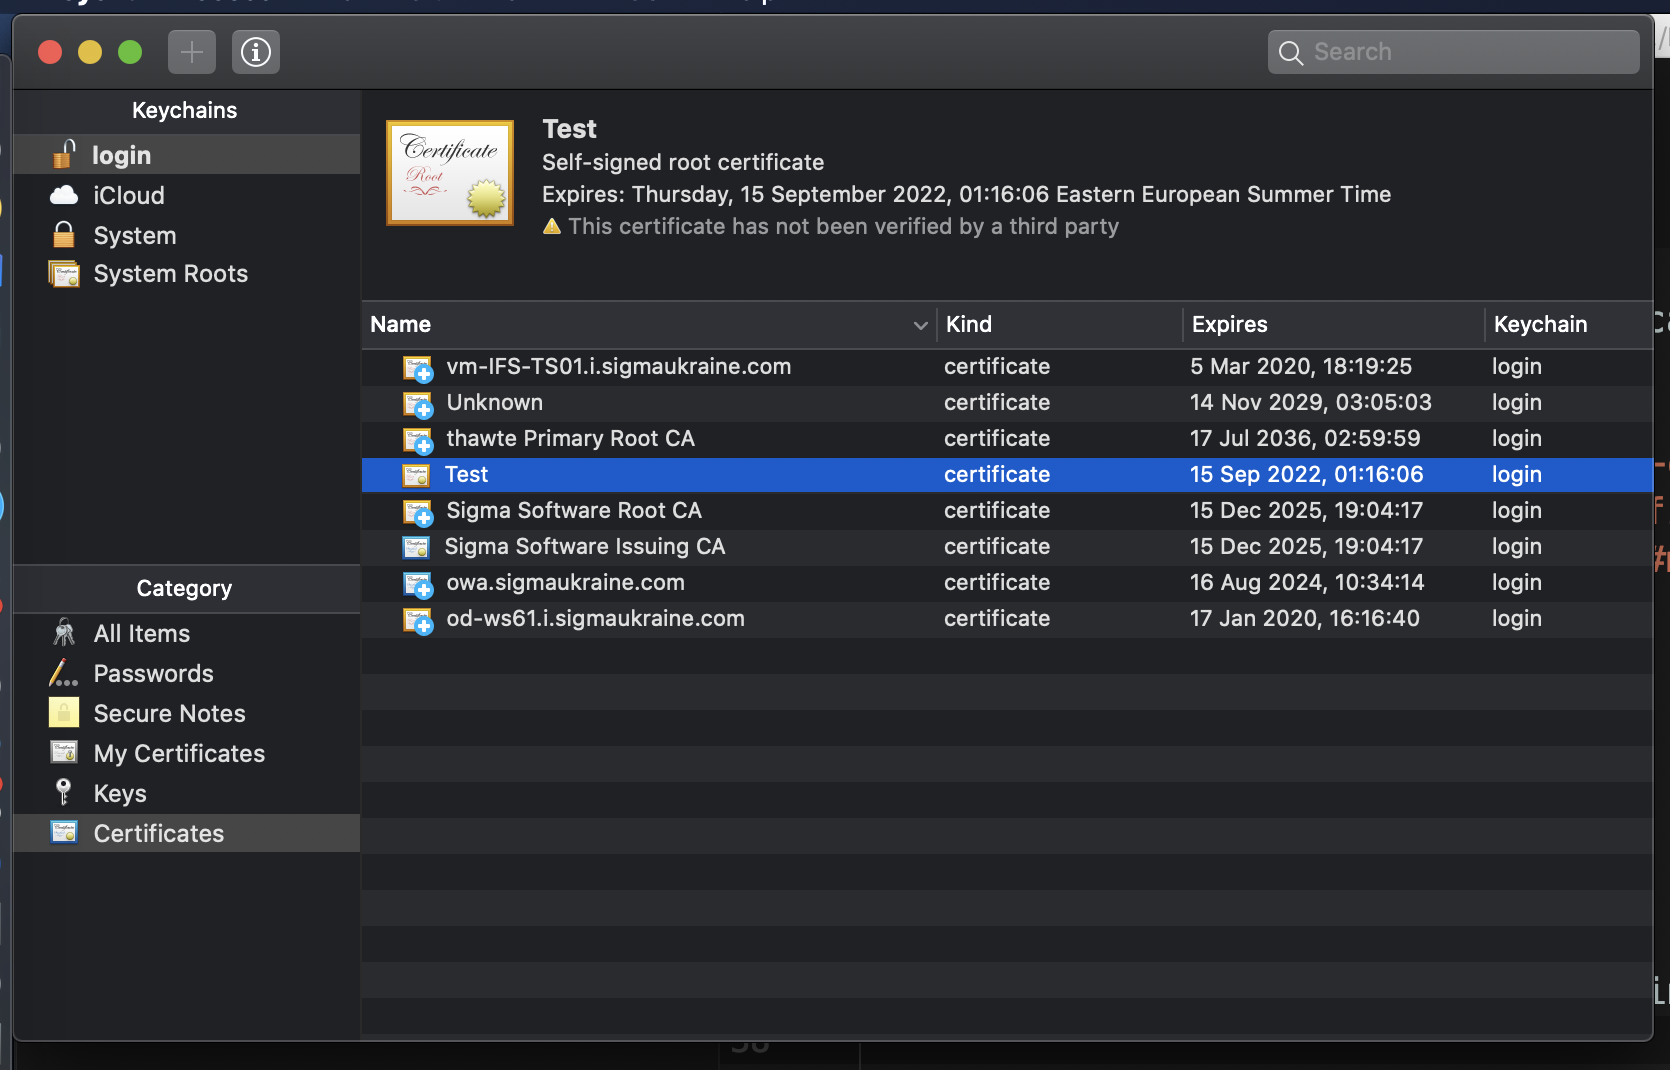 Search
Keychains
login
iCloud
System
System Roots
Certificate
Root
Test
Self-signed root certificate
Expires: Thursday, 15 September 2022, 01:16:06 Eastern European Summer Time
This certificate has not been verified by a third party
Name Kind Expires Keychain
vm-IFS-TS01.i.sigmaukraine.com certificate 5 Mar 2020, 18:19:25 login
Unknown certificate 14 Nov 2029, 03:05:03 login
thawte Primary Root CA certificate 17 Jul 2036, 02:59:59 login
Test certificate 15 Sep 2022, 01:16:06 login
Sigma Software Root CA certificate 15 Dec 2025, 19:04:17 login
Sigma Software Issuing CA certificate 15 Dec 2025, 19:04:17 login
owa.sigmaukraine.com certificate 16 Aug 2024, 10:34:14 login
od-ws61.i.sigmaukraine.com certificate 17 Jan 2020, 16:16:40 login
Category
All Items
Passwords
Secure Notes
My Certificates
Keys
Certificates